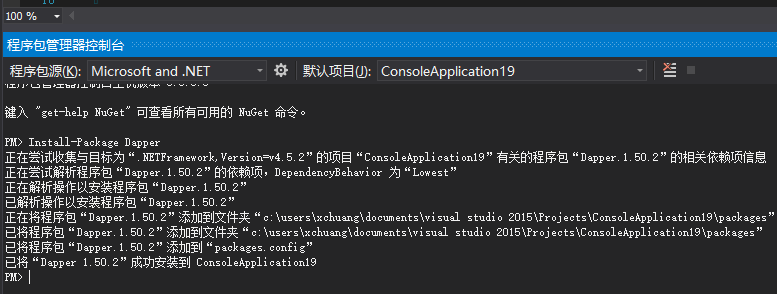 100 %
程序包管理器控制台
程序包源(K): Microsoft and .NET 默认项目(J): ConsoleApplication19
键入 "get-help NuGet" 可查看所有可用的 NuGet 命令。
PM> Install-Package Dapper
正在尝试收集与目标为“.NETFramework,Version=v4.5.2”的项目“ConsoleApplication19”有关的程序包“Dapper.1.50.2”的相关依赖项信息
正在尝试解析程序包“Dapper.1.50.2”的依赖项，DependencyBehavior 为“Lowest”
正在解析操作以安装程序包“Dapper.1.50.2”
已解析操作以安装程序包“Dapper.1.50.2”
正在将程序包“Dapper.1.50.2”添加到文件夹“c:\users\xchuang\documents\visual studio 2015\Projects\ConsoleApplication19\packages”
已将程序包“Dapper.1.50.2”添加到文件夹“c:\users\xchuang\documents\visual studio 2015\Projects\ConsoleApplication19\packages”
已将程序包“Dapper.1.50.2”添加到“packages.config”
已将“Dapper 1.50.2”成功安装到 ConsoleApplication19
PM>